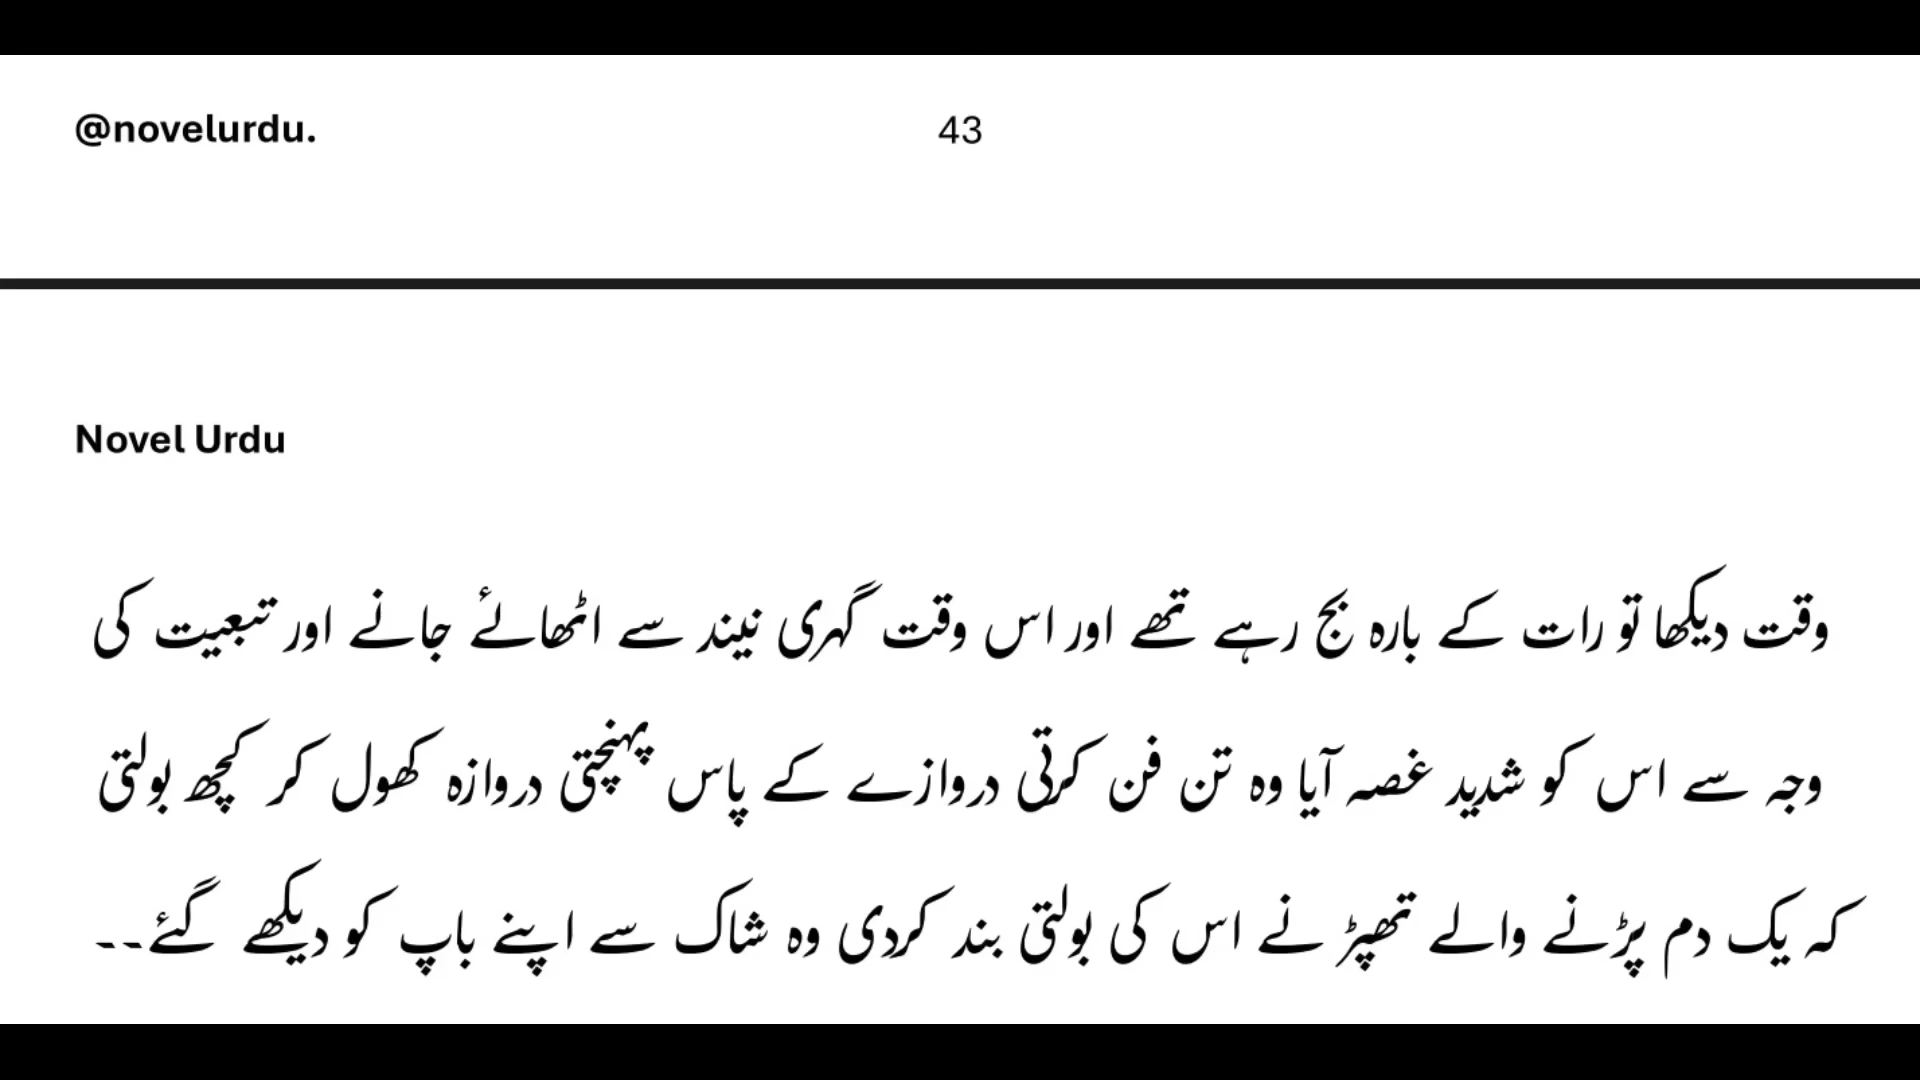 @novelurdu.
43
Novel Urdu
وقت دیکھا تو رات کے بارہ بج رہے تھے اور اس وقت گہری نیند سے اٹھائے جانے اور تبعیت کی
وجہ سے اس کو شدید غصہ آیا وہ تن فن کرتی دروازے کے پاس پہنچتی دروازہ کھول کر کچھ بولتی
کہ یک دم پڑنے والے تھپڑ نے اس کی بولتی بند کردی وہ شاک سے اپنے باپ کو دیکھے گئے--